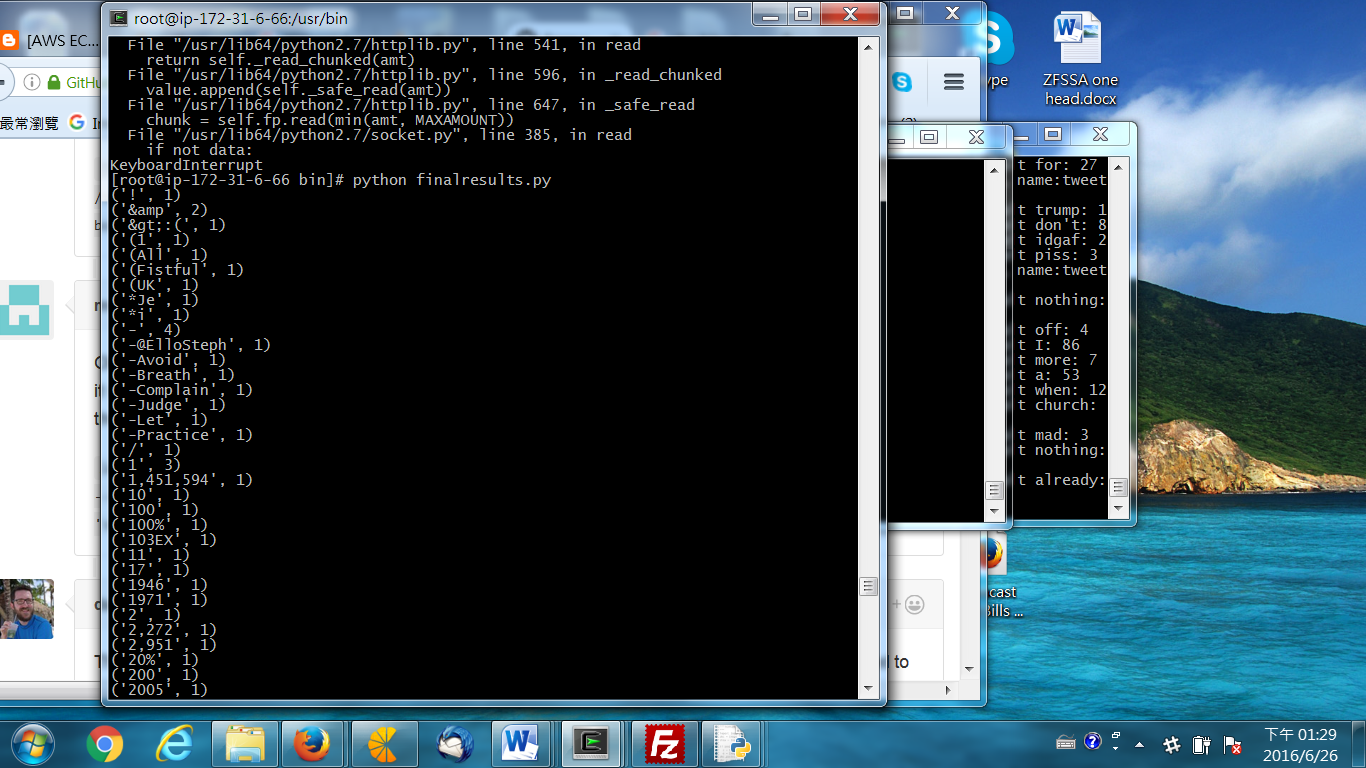 root@ip-172-31-6-66:/usr/bin
File "/usr/lib64/python2.7/httplib.py", line 541, in read
return self._read_chunked(amt)
File "/usr/lib64/python2.7/httplib.py", line 596, in _read_chunked
value.append(self._safe_read(amt))
File "/usr/lib64/python2.7/httplib.py", line 647, in _safe_read
chunk = self.fp.read(min(amt, MAXAMOUNT))
File "/usr/lib64/python2.7/socket.py", line 385, in read
if not data:
KeyboardInterrupt
[root@ip-172-31-6-66 bin]# python finalresults.py
('!', 1)
('&amp', 2)
('&gt;:(', 1)
('(1', 1)
('(All', 1)
('(Fistful', 1)
('(UK', 1)
('*Je', 1)
('*i', 1)
('-', 4)
('-@ElloSteph', 1)
('-Avoid', 1)
('-Breath', 1)
('-Complain', 1)
('-Judge', 1)
('-Let', 1)
('-Practice', 1)
('/', 1)
('1', 3)
('1,451,594', 1)
('10', 1)
('100', 1)
('100%', 1)
('103EX', 1)
('11', 1)
('17', 1)
('1946', 1)
('1971', 1)
('2', 1)
('2,272', 1)
('2,951', 1)
('20%', 1)
('200', 1)
('2005', 1)
[AWS EC...
GitHu
最常瀏覽
to
t for: 27
name:tweet
t trump: 1
t don't: 8
t idgaf: 2
t piss: 3
name:tweet
t nothing:
t off: 4
t I: 86
t more: 7
t a: 53
t when: 12
t church:
t mad: 3
t nothing:
t already:
ype
ZFSSA one
head.docx
cast
Bills ...
下午 01:29
2016/6/26